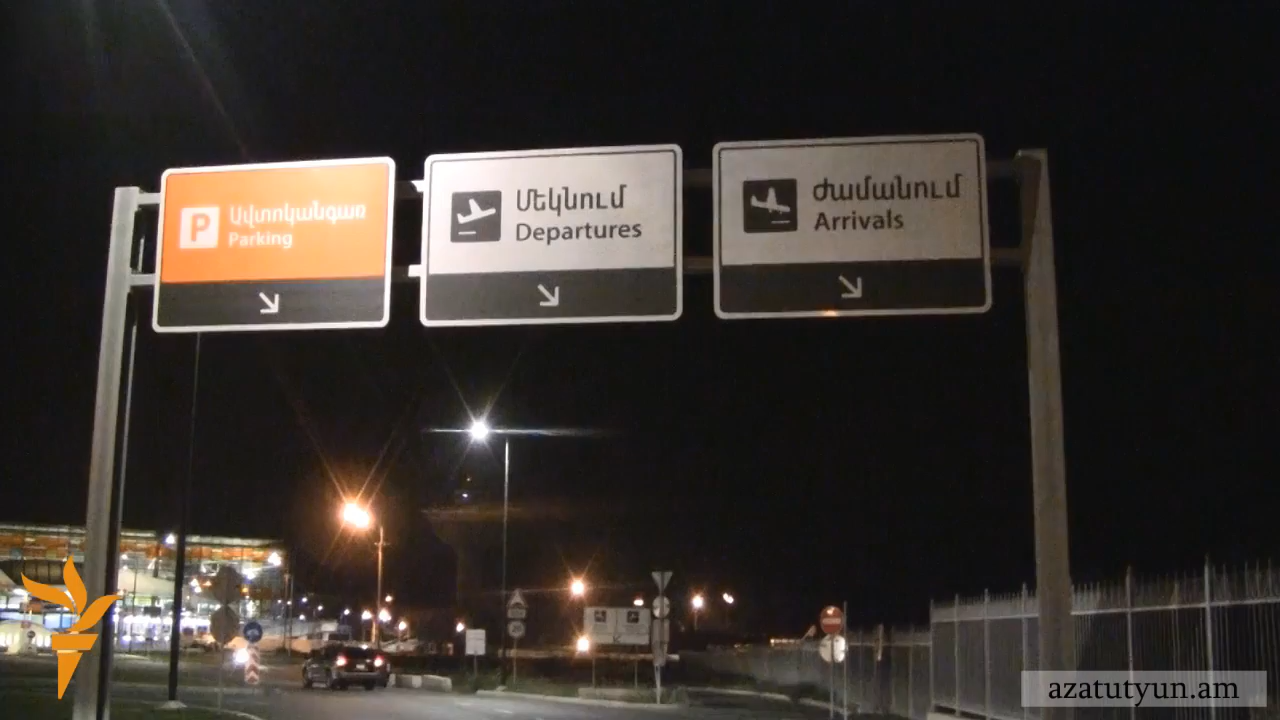 P
Ավտոկանգառ
Parking
Մեկնում
Departures
Ժամանում
Arrivals
azatutyun.am